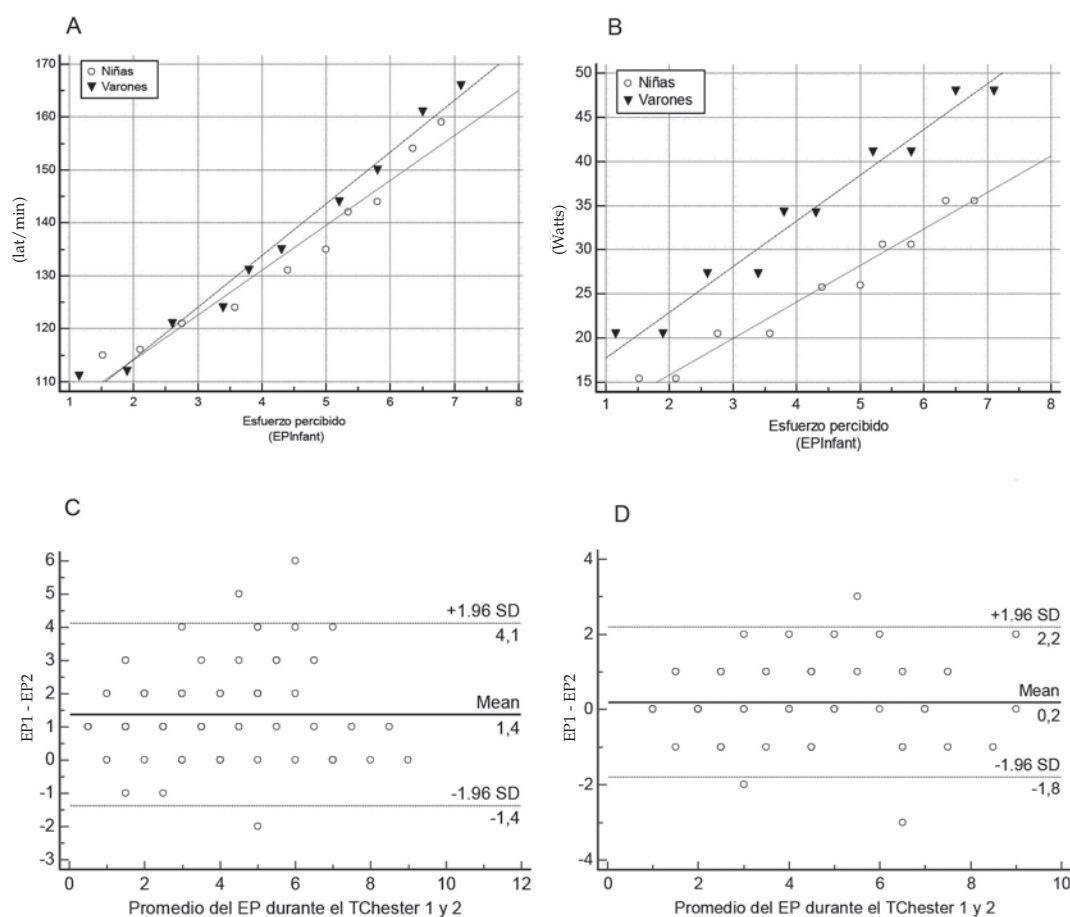 A
Niñas
Varones
170
160
150
140
130
120
110
(lat/min)
1 2 3 4 5 6 7 8
Esfuerzo percibido
(EPInfant)
B
Niñas
Varones
50
45
40
35
30
25
20
15
(Watts)
1 2 3 4 5 6 7 8
Esfuerzo percibido
(EPInfant)
C
6
5
4
3
2
1
0
-1
-2
-3
EP1 - EP2
+1.96 SD
4,1
Mean
1,4
-1.96 SD
-1,4
0 2 4 6 8 10 12
Promedio del EP durante el TChester 1 y 2
D
4
2
0
-2
-4
EP1 - EP2
+1.96 SD
2,2
Mean
0,2
-1.96 SD
-1,8
0 2 4 6 8 10
Promedio del EP durante el TChester 1 y 2